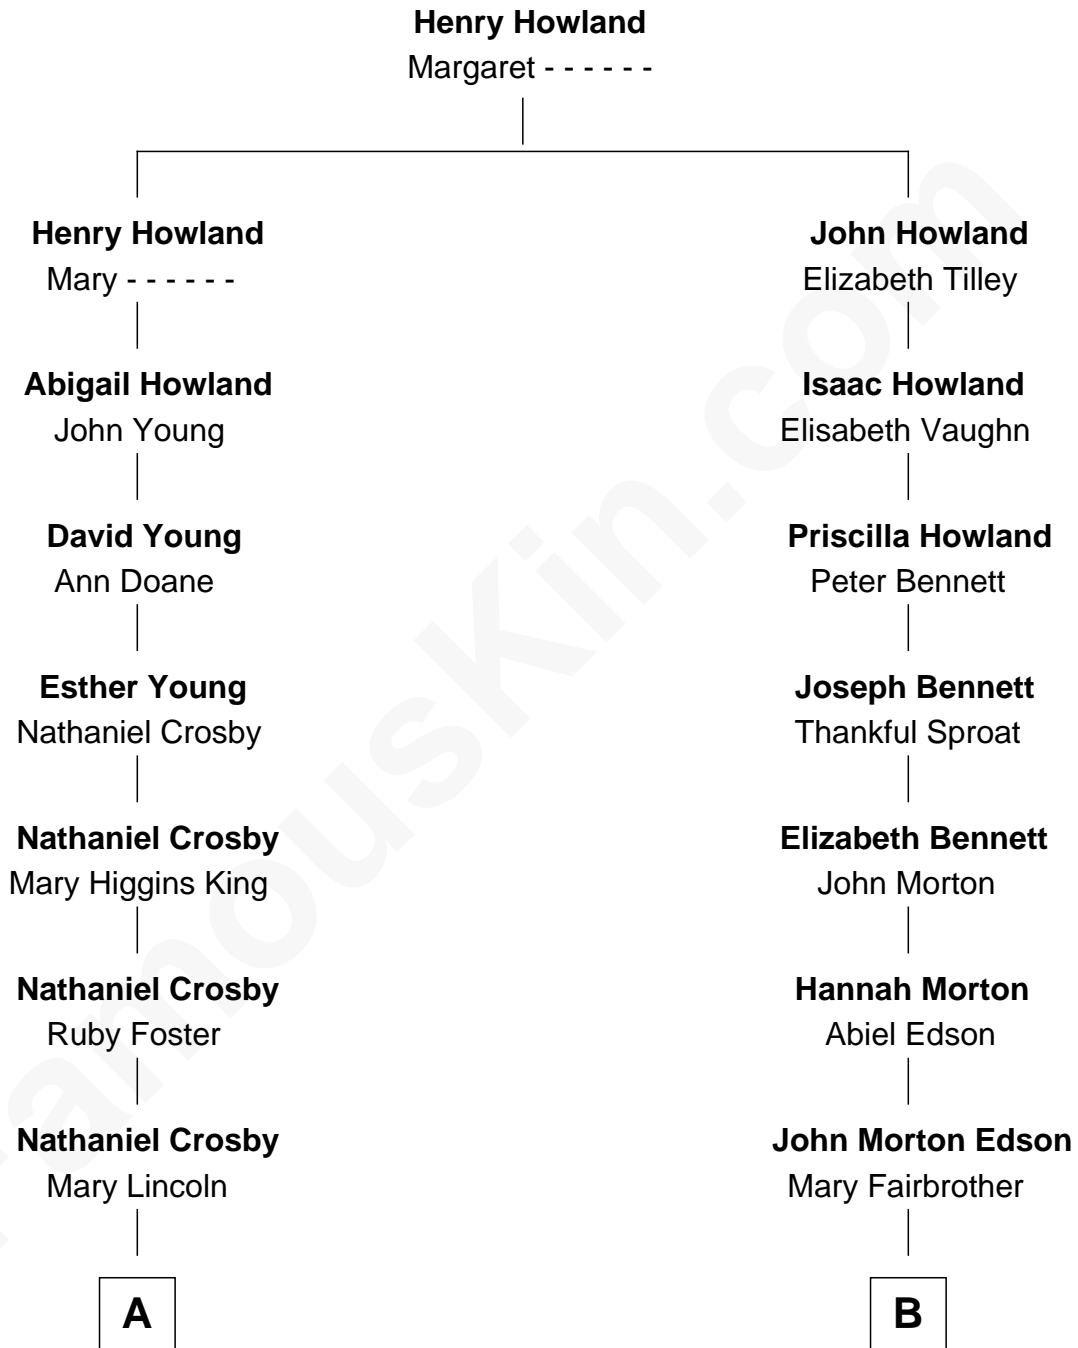 Henry Howland
Margaret - - - - - -
Henry Howland
Mary - - - - - -
John Howland
Elizabeth Tilley
Abigail Howland
John Young
Isaac Howland
Elisabeth Vaughn
David Young
Ann Doane
Priscilla Howland
Peter Bennett
Esther Young
Nathaniel Crosby
Joseph Bennett
Thankful Sproat
Nathaniel Crosby
Mary Higgins King
Elizabeth Bennett
John Morton
Nathaniel Crosby
Ruby Foster
Hannah Morton
Abiel Edson
Nathaniel Crosby
Mary Lincoln
John Morton Edson
Mary Fairbrother
A
B
FamousKin.com